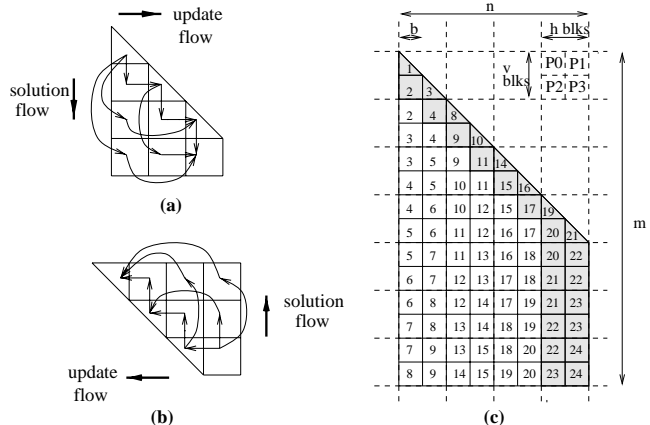 update
flow
solution
flow
(a)
solution
flow
update
flow
(b)
n
b
h blks
v
blks
P0 P1
P2 P3
m
1
2 3
2 4 8
3 4 9 10
3 5 9 11 14
4 5 10 11 15 16
4 6 10 12 15 17 19
5 6 11 12 16 17 20 21
5 7 11 13 16 18 20 22
6 7 12 13 17 18 21 22
6 8 12 14 17 19 21 23
7 8 13 14 18 19 22 23
7 9 13 15 18 20 22 24
8 9 14 15 19 20 23 24
(c)